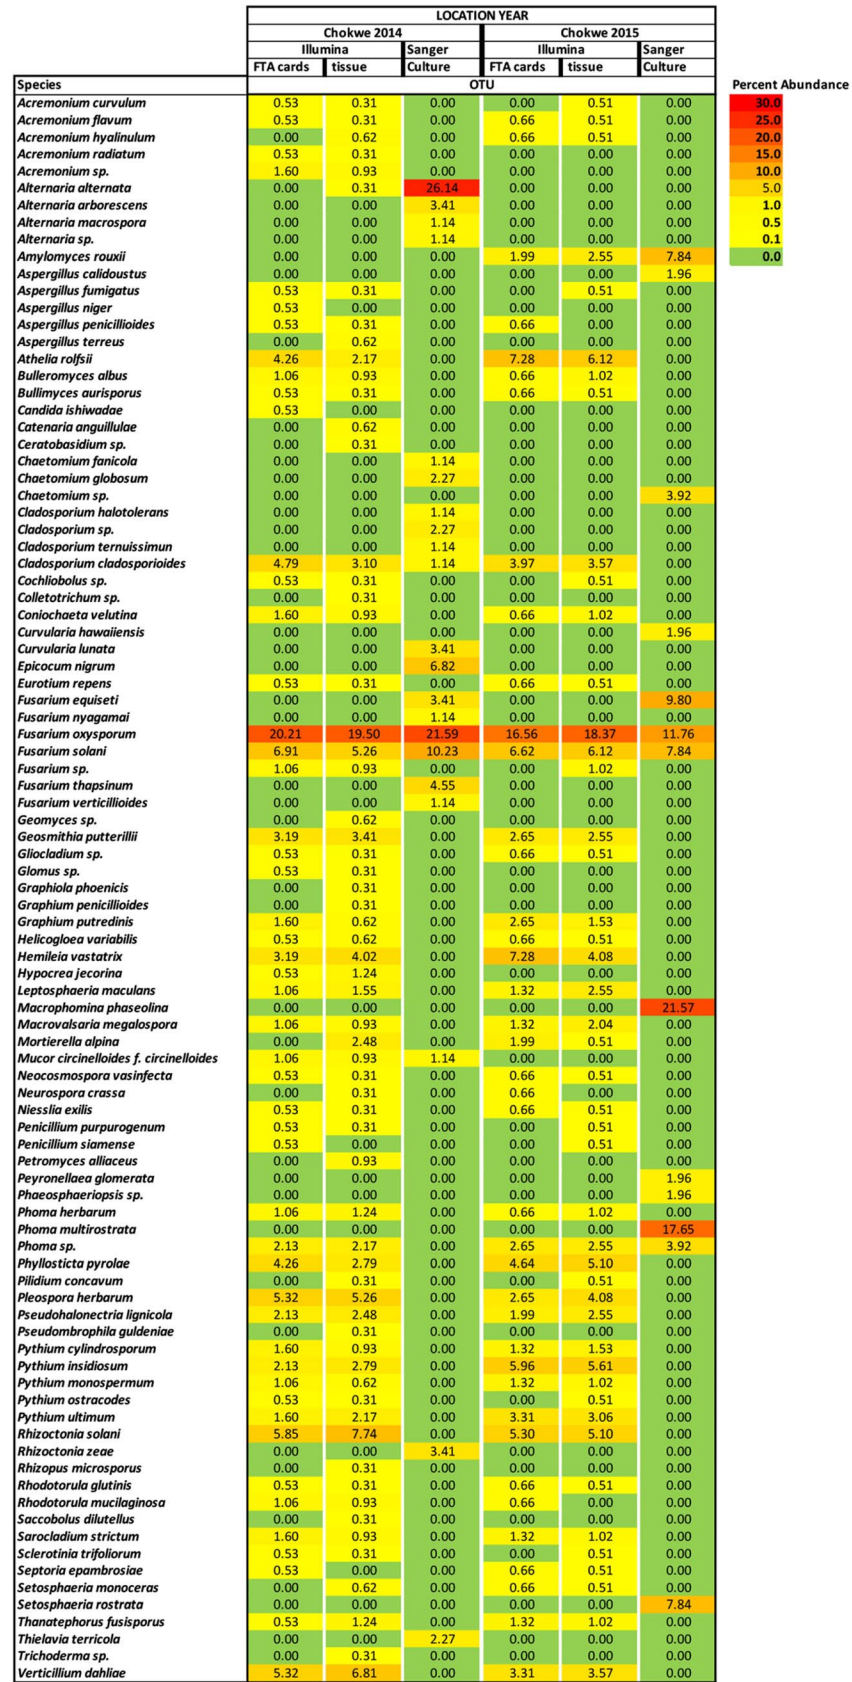 LOCATION YEAR
Chokwe 2014 Chokwe 2015
Illumina Sanger Illumina Sanger
FTA cards tissue Culture FTA cards tissue Culture
Species OTU Percent Abundance
Acremonium curvulum 0.53 0.31 0.00 0.00 0.51 0.00 30.0
Acremonium flavum 0.53 0.31 0.00 0.66 0.51 0.00 25.0
Acremonium hyalinulum 0.00 0.62 0.00 0.66 0.51 0.00 20.0
Acremonium radiatum 0.53 0.31 0.00 0.00 0.00 0.00 15.0
Acremonium sp. 1.60 0.93 0.00 0.00 0.00 0.00 10.0
Alternaria alternata 0.00 0.31 26.14 0.00 0.00 0.00 5.0
Alternaria arborescens 0.00 0.00 3.41 0.00 0.00 0.00 1.0
Alternaria macrospora 0.00 0.00 1.14 0.00 0.00 0.00 0.5
Alternaria sp. 0.00 0.00 1.14 0.00 0.00 0.00 0.1
Amylomyces rouxii 0.00 0.00 0.00 1.99 2.55 7.84 0.0
Aspergillus calidoustus 0.00 0.00 0.00 0.00 0.00 1.96
Aspergillus fumigatus 0.53 0.31 0.00 0.00 0.51 0.00
Aspergillus niger 0.53 0.00 0.00 0.00 0.00 0.00
Aspergillus penicillioides 0.53 0.31 0.00 0.66 0.00 0.00
Aspergillus terreus 0.00 0.62 0.00 0.00 0.00 0.00
Athelia rolfsii 4.26 2.17 0.00 7.28 6.12 0.00
Bulleromyces albus 1.06 0.93 0.00 0.66 1.02 0.00
Bullimyces aurisporus 0.53 0.31 0.00 0.66 0.51 0.00
Candida ishiwadae 0.53 0.00 0.00 0.00 0.00 0.00
Catenaria anguillulae 0.00 0.62 0.00 0.00 0.00 0.00
Ceratobasidium sp. 0.00 0.31 0.00 0.00 0.00 0.00
Chaetomium fanicola 0.00 0.00 1.14 0.00 0.00 0.00
Chaetomium globosum 0.00 0.00 2.27 0.00 0.00 0.00
Chaetomium sp. 0.00 0.00 0.00 0.00 0.00 3.92
Cladosporium halotolerans 0.00 0.00 1.14 0.00 0.00 0.00
Cladosporium sp. 0.00 0.00 2.27 0.00 0.00 0.00
Cladosporium ternuissimun 0.00 0.00 1.14 0.00 0.00 0.00
Cladosporium cladosporioides 4.79 3.10 1.14 3.97 3.57 0.00
Cochliobolus sp. 0.53 0.31 0.00 0.00 0.51 0.00
Colletotrichum sp. 0.00 0.31 0.00 0.00 0.00 0.00
Coniochaeta velutina 1.60 0.93 0.00 0.66 1.02 0.00
Curvularia hawaiiensis 0.00 0.00 0.00 0.00 0.00 1.96
Curvularia lunata 0.00 0.00 3.41 0.00 0.00 0.00
Epicocum nigrum 0.00 0.00 6.82 0.00 0.00 0.00
Eurotium repens 0.53 0.31 0.00 0.66 0.51 0.00
Fusarium equiseti 0.00 0.00 3.41 0.00 0.00 9.80
Fusarium nyagamai 0.00 0.00 1.14 0.00 0.00 0.00
Fusarium oxysporum 20.21 19.50 21.59 16.56 18.37 11.76
Fusarium solani 6.91 5.26 10.23 6.62 6.12 7.84
Fusarium sp. 1.06 0.93 0.00 0.00 1.02 0.00
Fusarium thapsinum 0.00 0.00 4.55 0.00 0.00 0.00
Fusarium verticillioides 0.00 0.00 1.14 0.00 0.00 0.00
Geomyces sp. 0.00 0.62 0.00 0.00 0.00 0.00
Geosmithia putterillii 3.19 3.41 0.00 2.65 2.55 0.00
Gliocladium sp. 0.53 0.31 0.00 0.66 0.51 0.00
Glomus sp. 0.53 0.31 0.00 0.00 0.00 0.00
Graphiola phoenicis 0.00 0.31 0.00 0.00 0.00 0.00
Graphium penicillioides 0.00 0.31 0.00 0.00 0.00 0.00
Graphium putredinis 1.60 0.62 0.00 2.65 1.53 0.00
Helicogloea variabilis 0.53 0.62 0.00 0.66 0.51 0.00
Hemileia vastatrix 3.19 4.02 0.00 7.28 4.08 0.00
Hypocrea jecorina 0.53 1.24 0.00 0.00 0.00 0.00
Leptosphaeria maculans 1.06 1.55 0.00 1.32 2.55 0.00
Macrophomina phaseolina 0.00 0.00 0.00 0.00 0.00 21.57
Macrovalsaria megalospora 1.06 0.93 0.00 1.32 2.04 0.00
Mortierella alpina 0.00 2.48 0.00 1.99 0.51 0.00
Mucor circinelloides f. circinelloides 1.06 0.93 1.14 0.00 0.00 0.00
Neocosmospora vasinfecta 0.53 0.31 0.00 0.66 0.51 0.00
Neurospora crassa 0.00 0.31 0.00 0.66 0.00 0.00
Niesslia exilis 0.53 0.31 0.00 0.66 0.51 0.00
Penicillium purpurogenum 0.53 0.31 0.00 0.00 0.51 0.00
Penicillium siamense 0.53 0.00 0.00 0.00 0.51 0.00
Petromyces alliaceus 0.00 0.93 0.00 0.00 0.00 0.00
Peyronellaea glomerata 0.00 0.00 0.00 0.00 0.00 1.96
Phaeosphaeriopsis sp. 0.00 0.00 0.00 0.00 0.00 1.96
Phoma herbarum 1.06 1.24 0.00 0.66 1.02 0.00
Phoma multirostrata 0.00 0.00 0.00 0.00 0.00 17.65
Phoma sp. 2.13 2.17 0.00 2.65 2.55 3.92
Phyllosticta pyrolae 4.26 2.79 0.00 4.64 5.10 0.00
Pilidium concavum 0.00 0.31 0.00 0.00 0.51 0.00
Pleospora herbarum 5.32 5.26 0.00 2.65 4.08 0.00
Pseudohalonectria lignicola 2.13 2.48 0.00 1.99 2.55 0.00
Pseudombrophila guldeniae 0.00 0.31 0.00 0.00 0.00 0.00
Pythium cylindrosporum 1.60 0.93 0.00 1.32 1.53 0.00
Pythium insidiosum 2.13 2.79 0.00 5.96 5.61 0.00
Pythium monospermum 1.06 0.62 0.00 1.32 1.02 0.00
Pythium ostracodes 0.53 0.31 0.00 0.00 0.51 0.00
Pythium ultimum 1.60 2.17 0.00 3.31 3.06 0.00
Rhizoctonia solani 5.85 7.74 0.00 5.30 5.10 0.00
Rhizoctonia zeae 0.00 0.00 3.41 0.00 0.00 0.00
Rhizopus microsporus 0.00 0.31 0.00 0.00 0.00 0.00
Rhodotorula glutinis 0.53 0.31 0.00 0.66 0.51 0.00
Rhodotorula mucilaginosa 1.06 0.93 0.00 0.66 0.00 0.00
Saccobolus dilutellus 0.00 0.31 0.00 0.00 0.00 0.00
Sarocladium strictum 1.60 0.93 0.00 1.32 1.02 0.00
Sclerotinia trifoliorum 0.53 0.31 0.00 0.00 0.51 0.00
Septoria epambrosiae 0.53 0.00 0.00 0.66 0.51 0.00
Setosphaeria monoceras 0.00 0.62 0.00 0.66 0.51 0.00
Setosphaeria rostrata 0.00 0.00 0.00 0.00 0.00 7.84
Thanatephorus fusisporus 0.53 1.24 0.00 1.32 1.02 0.00
Thielavia terricola 0.00 0.00 2.27 0.00 0.00 0.00
Trichoderma sp. 0.00 0.31 0.00 0.00 0.00 0.00
Verticillium dahliae 5.32 6.81 0.00 3.31 3.57 0.00